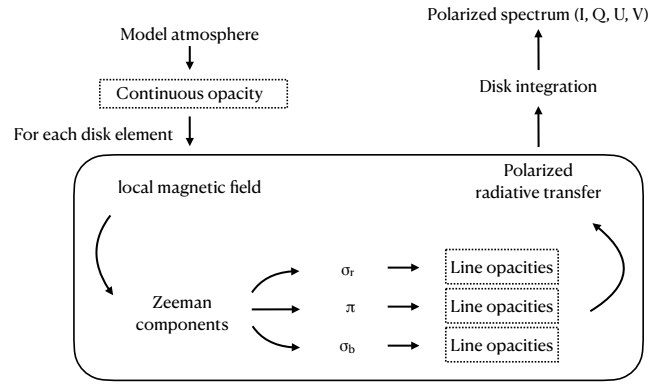 Polarized spectrum (I, Q, U, V)
Model atmosphere
Continuous opacity
Disk integration
For each disk element
local magnetic field
Polarized
radiative transfer
Zeeman
components
σr
Line opacities
π
Line opacities
σb
Line opacities